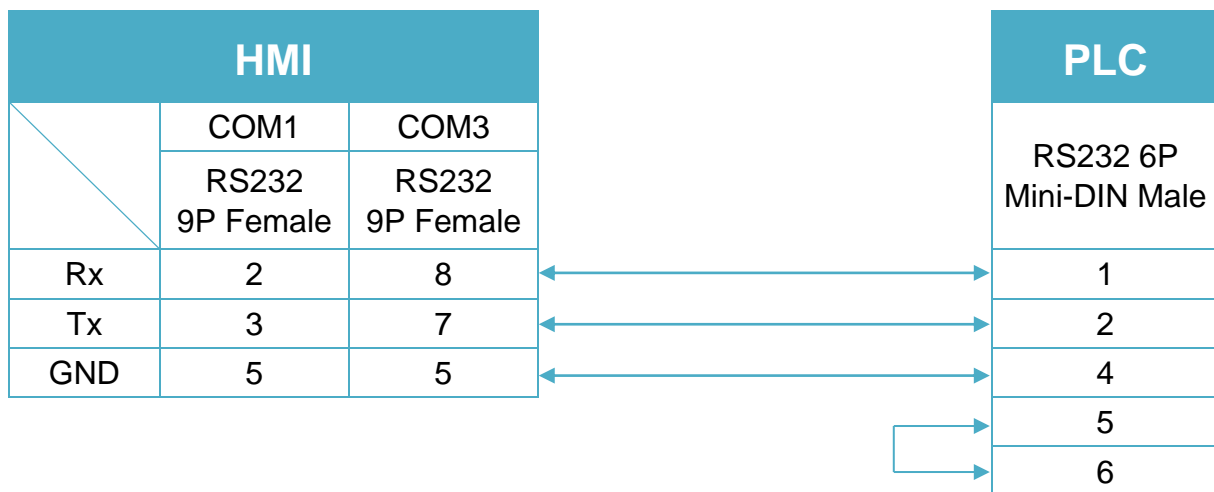 HMI
PLC
COM1 COM3
RS232 6P
Mini-DIN Male
RS232 RS232
9P Female 9P Female
Rx 2 8 1
Tx 3 7 2
GND 5 5 4
5
6